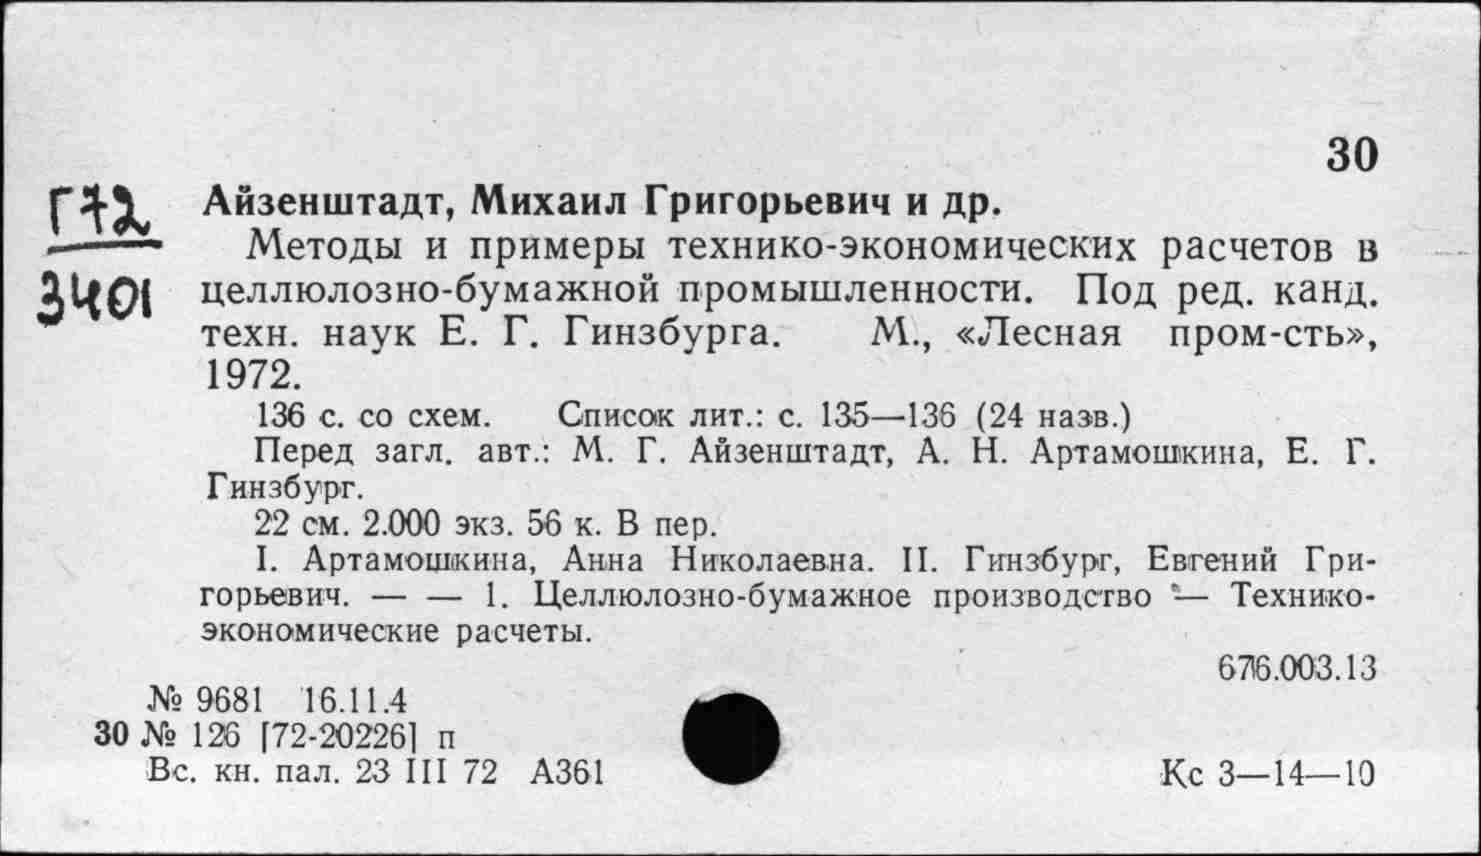 30
Г72
3401
Айзенштадт, Михаил Григорьевич и др.
Методы и примеры технико-экономических расчетов в
целлюлозно-бумажной промышленности. Под ред. канд.
техн. наук Е. Г. Гинзбурга. М., «Лесная пром-сть»,
1972.
136 с. со схем. Список лит.: с. 135—136 (24 назв.)
Перед загл. авт.: М. Г. Айзенштадт, А. Н. Артамошкина, Е. Г.
Гинзбург.
22 см. 2.000 экз. 56 к. В пер.
I. Артамошкина, Анна Николаевна. II. Гинзбург, Евгений Гри-
горьевич. — — 1. Целлюлозно-бумажное производство — Технико-
экономические расчеты.
676.003.13
№ 9681 16.11.4
30 № 126 [72-20226] п
Вс. кн. пал. 23 III 72 А361
Кс 3—14—10